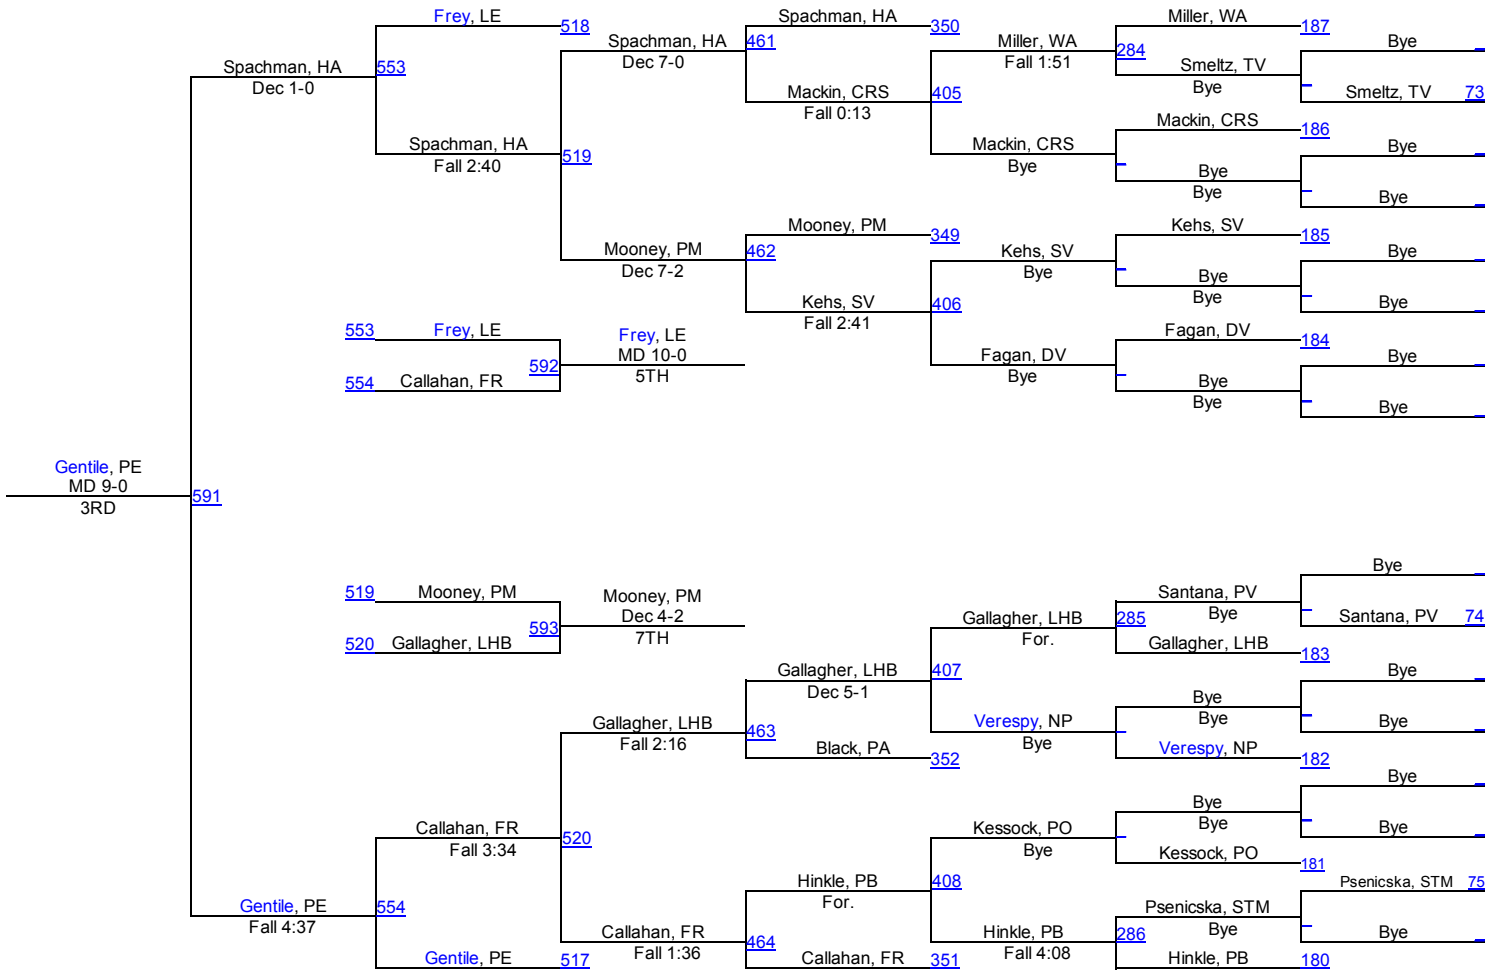 Frey, LE
518
Spachman, HA
350
Miller, WA
187
Spachman, HA
Dec 7-0
461
Miller, WA
Fall 1:51
284
Bye
Spachman, HA
Dec 1-0
553
Smeltz, TV
Bye
Mackin, CRS
Fall 0:13
405
Smeltz, TV
73
Mackin, CRS
186
Spachman, HA
Fall 2:40
519
Mackin, CRS
Bye
Bye
Bye
Bye
Bye
Mooney, PM
349
Kehs, SV
185
Mooney, PM
Dec 7-2
462
Kehs, SV
Bye
Bye
Bye
Bye
Kehs, SV
Fall 2:41
406
Bye
553
Frey, LE
Frey, LE
MD 10-0
5TH
592
Fagan, DV
184
Fagan, DV
Bye
Bye
554
Callahan, FR
Bye
Bye
Bye
Gentile, PE
MD 9-0
3RD
591
Bye
519
Mooney, PM
Mooney, PM
Dec 4-2
7TH
593
Santana, PV
Bye
Gallagher, LHB
For.
285
Santana, PV
74
520
Gallagher, LHB
Gallagher, LHB
183
Gallagher, LHB
Dec 5-1
407
Bye
Bye
Bye
Gallagher, LHB
Fall 2:16
463
Verespy, NP
Bye
Bye
Black, PA
352
Verespy, NP
182
Bye
Bye
Bye
Callahan, FR
Fall 3:34
520
Kessock, PO
Bye
Bye
Kessock, PO
181
Hinkle, PB
For.
408
Psenicska, STM
75
Gentile, PE
Fall 4:37
554
Psenicska, STM
Bye
Callahan, FR
Fall 1:36
464
Hinkle, PB
Fall 4:08
286
Bye
Gentile, PE
517
Callahan, FR
351
Hinkle, PB
180